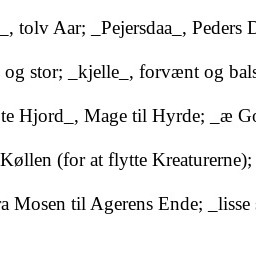 _, tolv Aar; _Pejersdaa_, Peders D
og stor; _kjelle_, forvænt og bals
te Hjord_, Mage til Hyrde; _æ Go
Køllen (for at flytte Kreaturerne);
a Mosen til Agerens Ende; _lisse